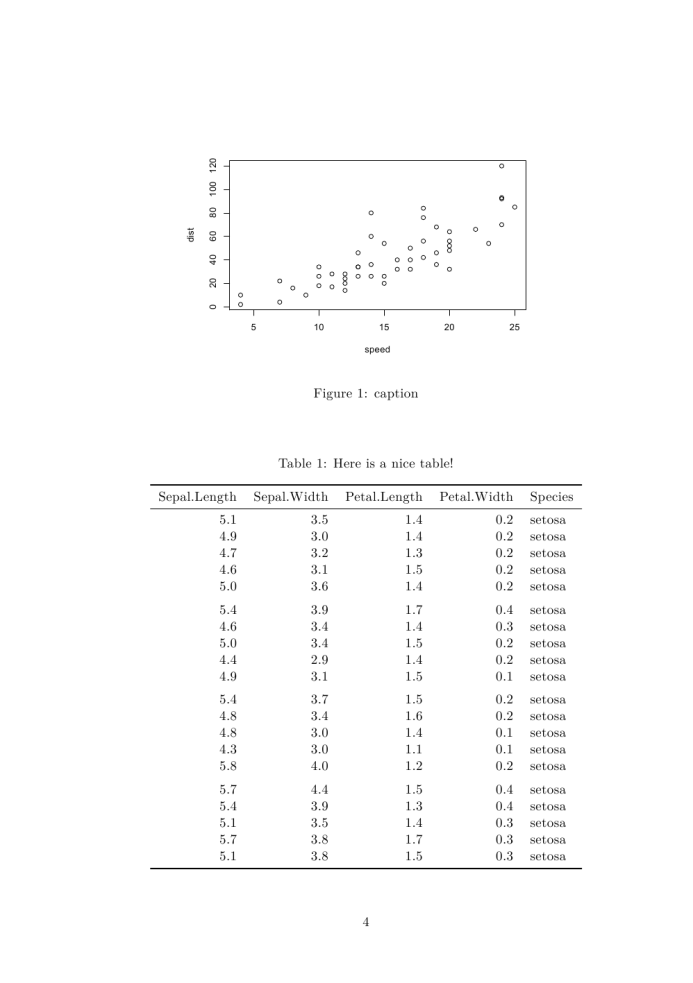 120
100
80
60
40
20
0
dist
5 10 15 20 25
speed
Figure 1: caption
Table 1: Here is a nice table!
Sepal.Length Sepal.Width Petal.Length Petal.Width Species
5.1 3.5 1.4 0.2 setosa
4.9 3.0 1.4 0.2 setosa
4.7 3.2 1.3 0.2 setosa
4.6 3.1 1.5 0.2 setosa
5.0 3.6 1.4 0.2 setosa
5.4 3.9 1.7 0.4 setosa
4.6 3.4 1.4 0.3 setosa
5.0 3.4 1.5 0.2 setosa
4.4 2.9 1.4 0.2 setosa
4.9 3.1 1.5 0.1 setosa
5.4 3.7 1.5 0.2 setosa
4.8 3.4 1.6 0.2 setosa
4.8 3.0 1.4 0.1 setosa
4.3 3.0 1.1 0.1 setosa
5.8 4.0 1.2 0.2 setosa
5.7 4.4 1.5 0.4 setosa
5.4 3.9 1.3 0.4 setosa
5.1 3.5 1.4 0.3 setosa
5.7 3.8 1.7 0.3 setosa
5.1 3.8 1.5 0.3 setosa
4